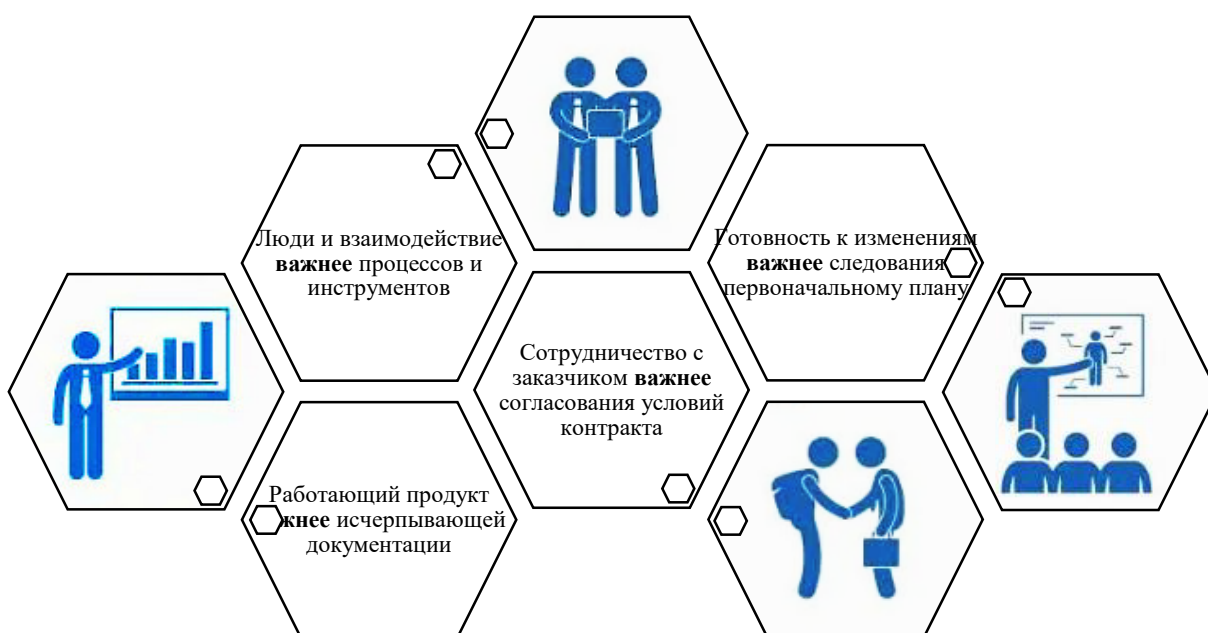 Люди и взаимодействие
важнее процессов и
инструментов
Готовность к изменениям
важнее следования
первоначальному плану
Сотрудничество с
заказчиком важнее
согласования условий
контракта
Работающий продукт
жнее исчерпывающей
документации